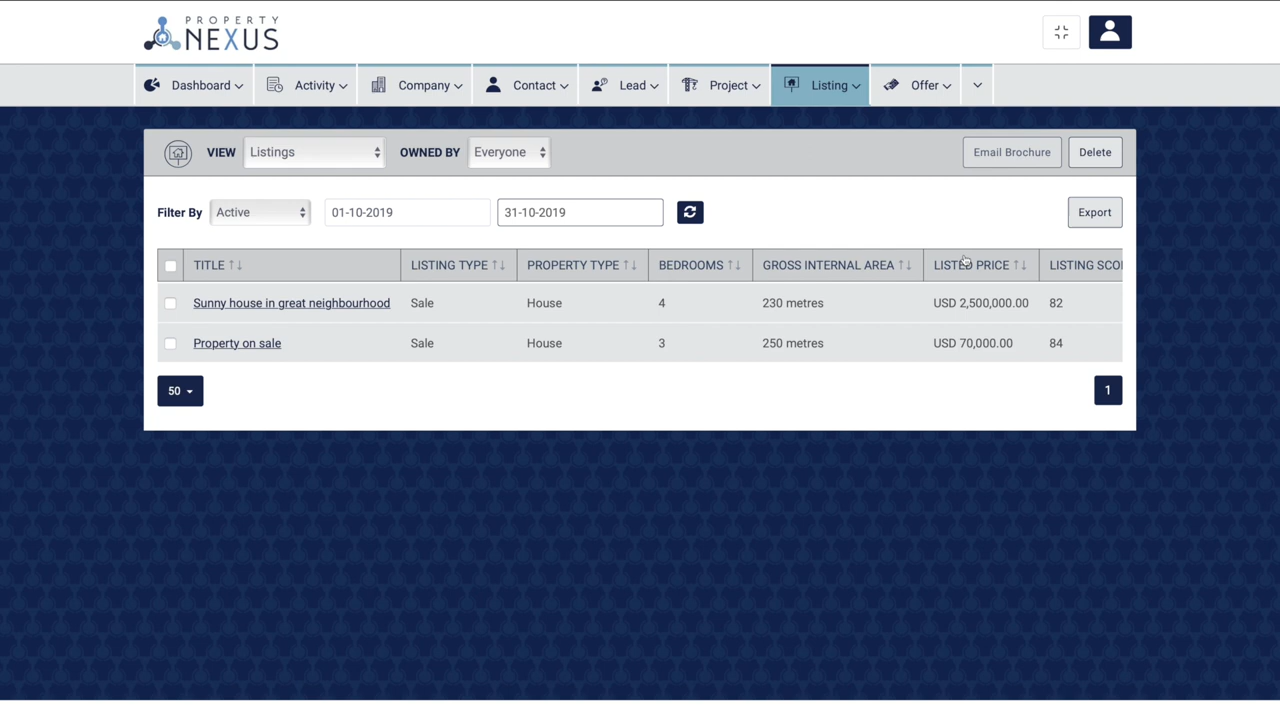 PROPERTY
NEXUS
Dashboard Activity Company Contact Lead Project Listing Offer
VIEW Listings OWNED BY Everyone Email Brochure Delete
Filter By Active 01-10-2019 31-10-2019 Export
TITLE LISTING TYPE PROPERTY TYPE BEDROOMS GROSS INTERNAL AREA LISTED PRICE LISTING SCO
Sunny house in great neighbourhood Sale House 4 230 metres USD 2,500,000.00 82
Property on sale Sale House 3 250 metres USD 70,000.00 84
50 1